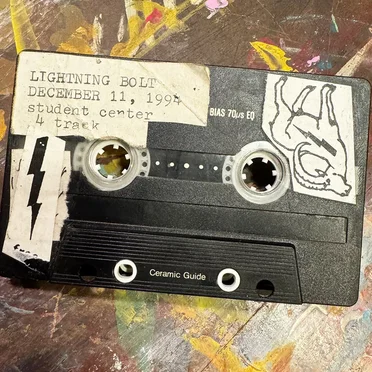 LIGHTNING BOLT
DECEMBER 11, 1994
student center
4 track
BIAS 70µs EQ
Ceramic Guide